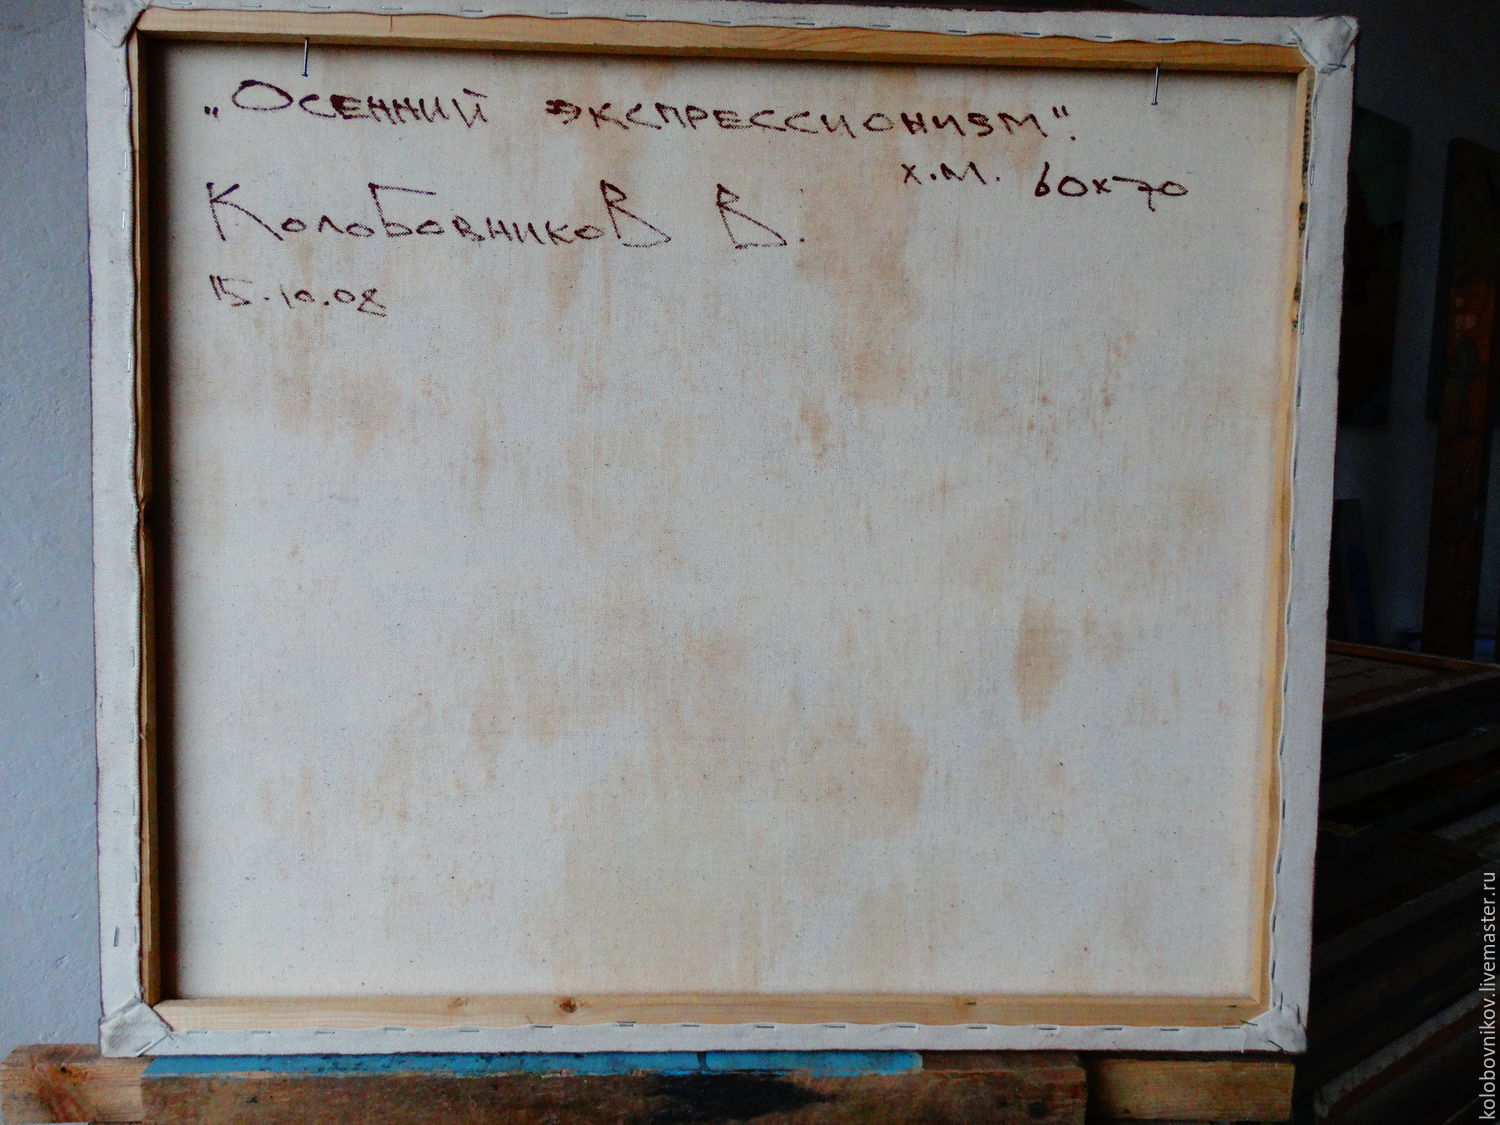 „Осенний экспрессионизм".
х.м. 60х70
КолоБовникоВ В.
15.10.08
kolobovnikov.livemaster.ru